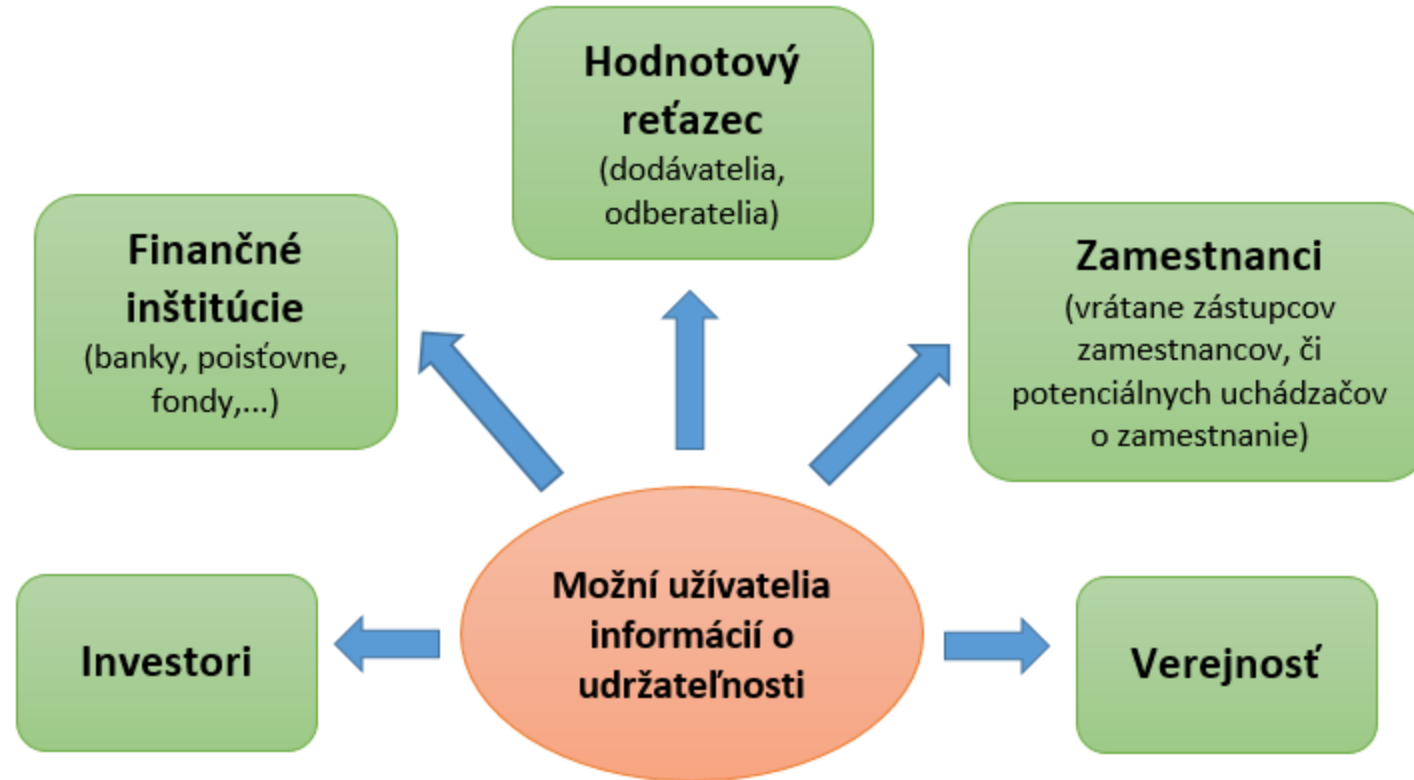 Hodnotový
reťazec
(dodávatelia,
odberatelia)
Finančné
inštitúcie
(banky, poisťovne,
fondy,...)
Zamestnanci
(vrátane zástupcov
zamestnancov, či
potenciálnych uchádzačov
o zamestnanie)
Možní užívatelia
informácií o
udržateľnosti
Investori
Verejnosť